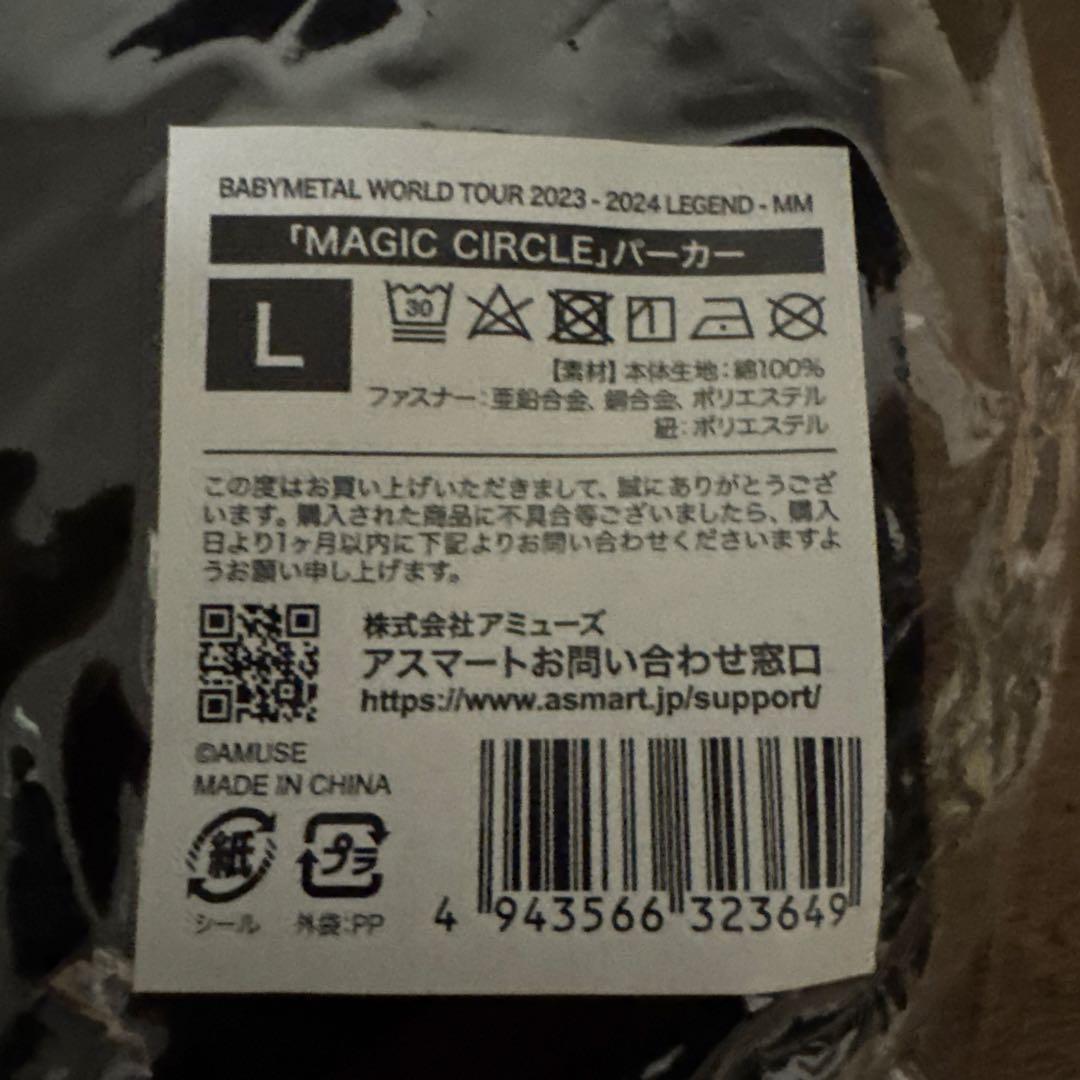 BABYMETAL WORLD TOUR 2023 - 2024 LEGEND - MM
「MAGIC CIRCLE」パーカー
L
30
【素材】本体生地：綿100%
ファスナー：亜鉛合金、銅合金、ポリエステル
紐：ポリエステル
この度はお買い上げいただきまして、誠にありがとうござ
います。購入された商品に不具合等ございましたら、購入
日より1ヶ月以内に下記よりお問い合わせくださいますよ
うお願い申し上げます。
株式会社アミューズ
アスマートお問い合わせ窓口
https://www.asmart.jp/support/
©AMUSE
MADE IN CHINA
紙
プラ
シール
外袋：PP
4 943566 323649